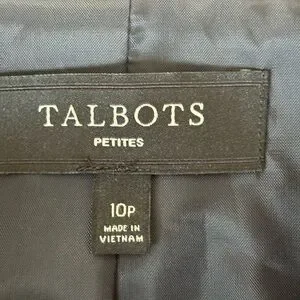 TALBOTS
PETITES
10P
MADE IN
VIETNAM